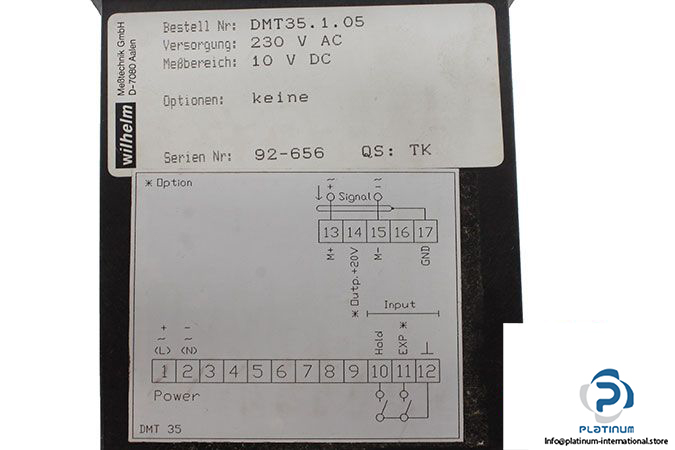 wilhelm
Meßtechnik GmbH
D-7080 Aalen
Bestell Nr: DMT35.1.05
Versorgung: 230 V AC
Meßbereich: 10 V DC
Optionen: keine
Serien Nr: 92-656 QS: TK
* Option
+ -
Signal
13 14 15 16 17
M+
* Outp.+20V
M-
GND
Input
Hold
EXP *
⊥
+ -
(L) (N)
1 2 3 4 5 6 7 8 9 10 11 12
Power
DMT 35
PLATINUM
info@platinum-international.store